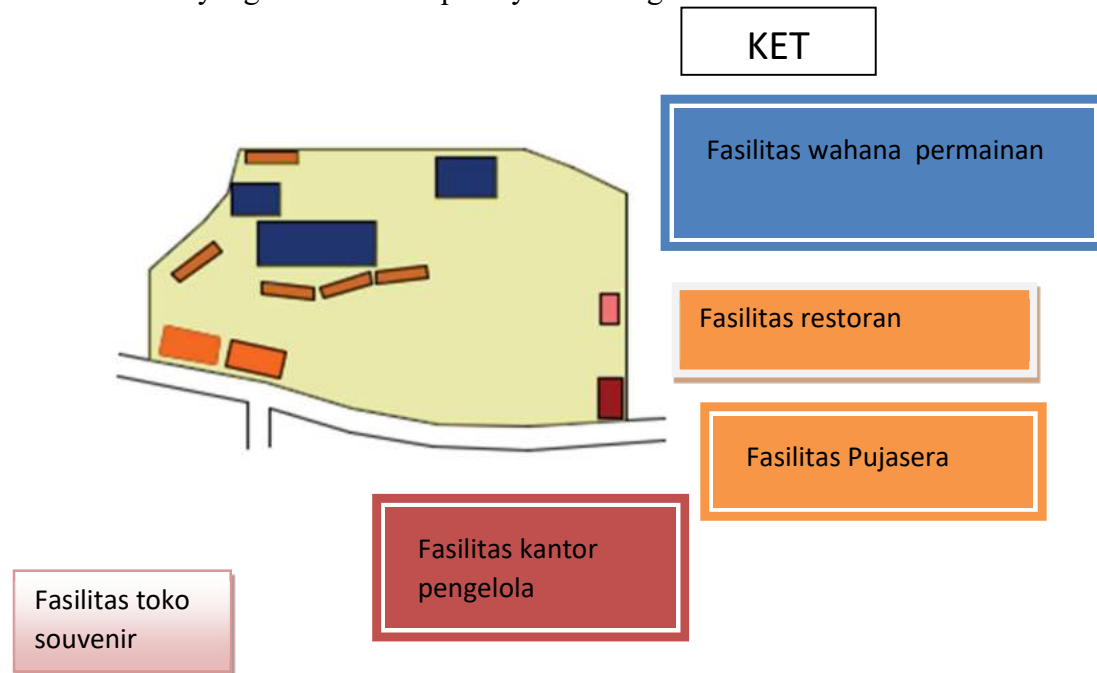 KET
Fasilitas wahana permainan
Fasilitas restoran
Fasilitas Pujasera
Fasilitas kantor
pengelola
Fasilitas toko
souvenir